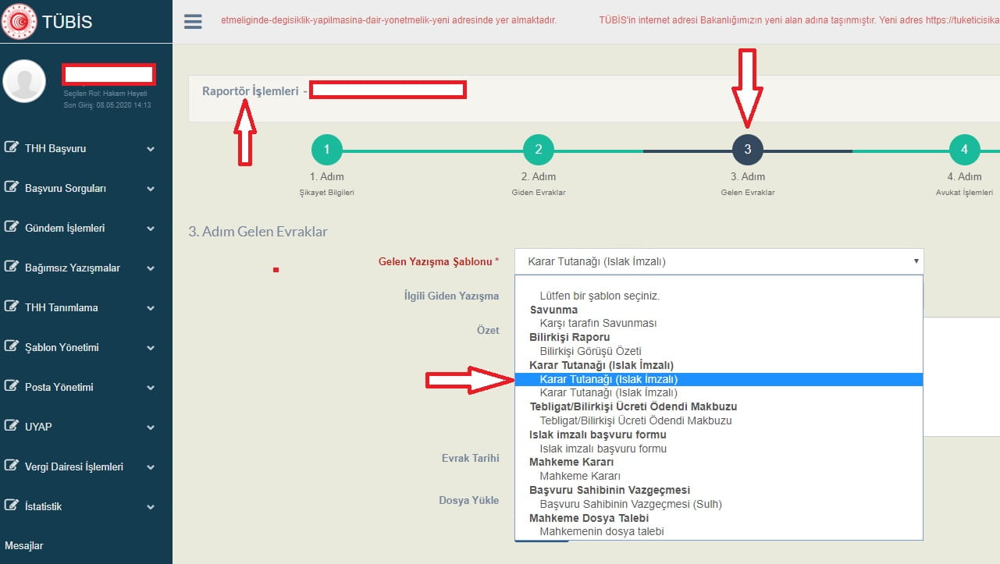 TÜBİS
etmeliginde-degisiklik-yapilmasina-dair-yonetmelik-yeni adresinde yer almaktadır.
TÜBİS'in internet adresi Bakanlığımızın yeni alan adına taşınmıştır. Yeni adres https://tuketicisika
Seçilen Rol: Hakem Heyeti
Son Giriş: 08.05.2020 14:13
THH Başvuru
Başvuru Sorguları
Gündem İşlemleri
Bağımsız Yazışmalar
THH Tanımlama
Şablon Yönetimi
Posta Yönetimi
UYAP
Vergi Dairesi İşlemleri
İstatistik
Mesajlar
Raportör İşlemleri -
1
2
3
4
1. Adım
2. Adım
3. Adım
4. Adım
Şikayet Bilgileri
Giden Evraklar
Gelen Evraklar
Avukat İşlemleri
3. Adım Gelen Evraklar
Gelen Yazışma Şablonu *
Karar Tutanağı (Islak İmzalı)
İlgili Giden Yazışma
Özet
Evrak Tarihi
Dosya Yükle
Lütfen bir şablon seçiniz.
Savunma
Karşı tarafın Savunması
Bilirkişi Raporu
Bilirkişi Görüşü Özeti
Karar Tutanağı (Islak İmzalı)
Karar Tutanağı (Islak İmzalı)
Karar Tutanağı (Islak İmzalı)
Tebligat/Bilirkişi Ücreti Ödendi Makbuzu
Tebligat/Bilirkişi Ücreti Ödendi Makbuzu
Islak imzalı başvuru formu
Islak imzalı başvuru formu
Mahkeme Kararı
Mahkeme Kararı
Başvuru Sahibinin Vazgeçmesi
Başvuru Sahibinin Vazgeçmesi (Sulh)
Mahkeme Dosya Talebi
Mahkemenin dosya talebi